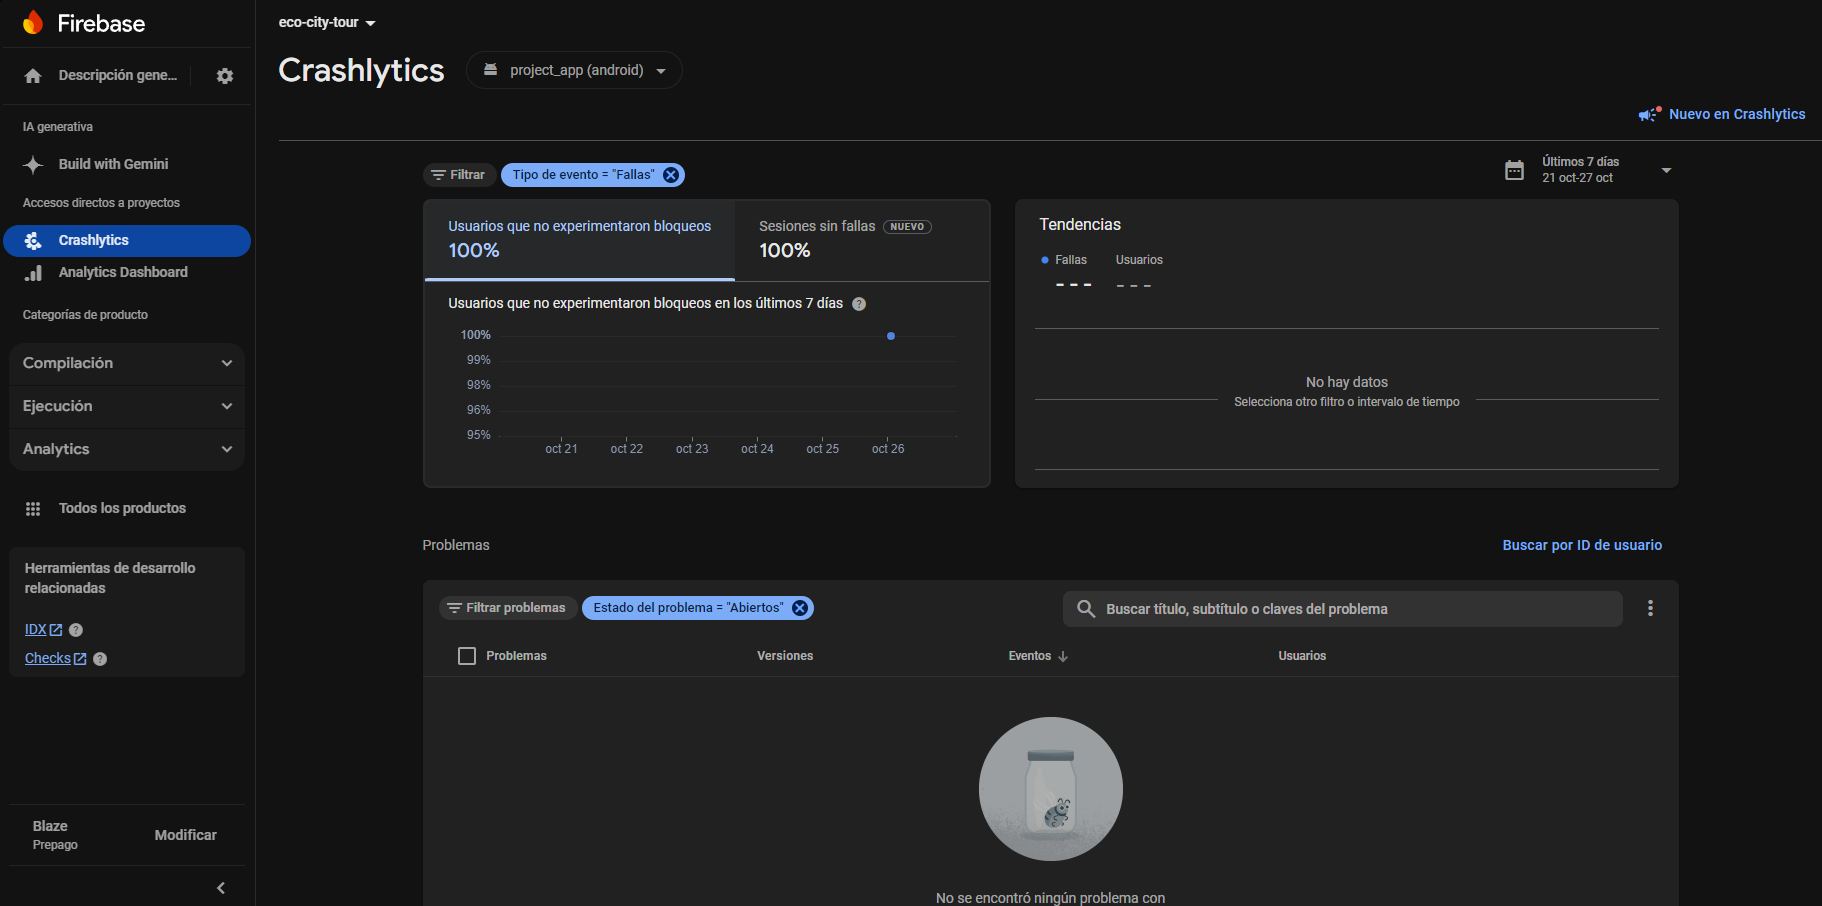 Firebase
Descripción gene...
IA generativa
Build with Gemini
Accesos directos a proyectos
Crashlytics
Analytics Dashboard
Categorías de producto
Compilación
Ejecución
Analytics
Todos los productos
Herramientas de desarrollo
relacionadas
IDX
?
Checks
?
Blaze
Prepago
Modificar
eco-city-tour
Crashlytics
project_app (android)
Nuevo en Crashlytics
Filtrar
Tipo de evento = "Fallas"
Últimos 7 días
21 oct-27 oct
Usuarios que no experimentaron bloqueos
100%
Sesiones sin fallas NUEVO
100%
Usuarios que no experimentaron bloqueos en los últimos 7 días ?
100%
99%
98%
96%
95%
oct 21 oct 22 oct 23 oct 24 oct 25 oct 26
Tendencias
Fallas Usuarios
--- ---
No hay datos
Selecciona otro filtro o intervalo de tiempo
Problemas
Buscar por ID de usuario
Filtrar problemas
Estado del problema = "Abiertos"
Buscar título, subtítulo o claves del problema
Problemas Versiones Eventos Usuarios
No se encontró ningún problema con